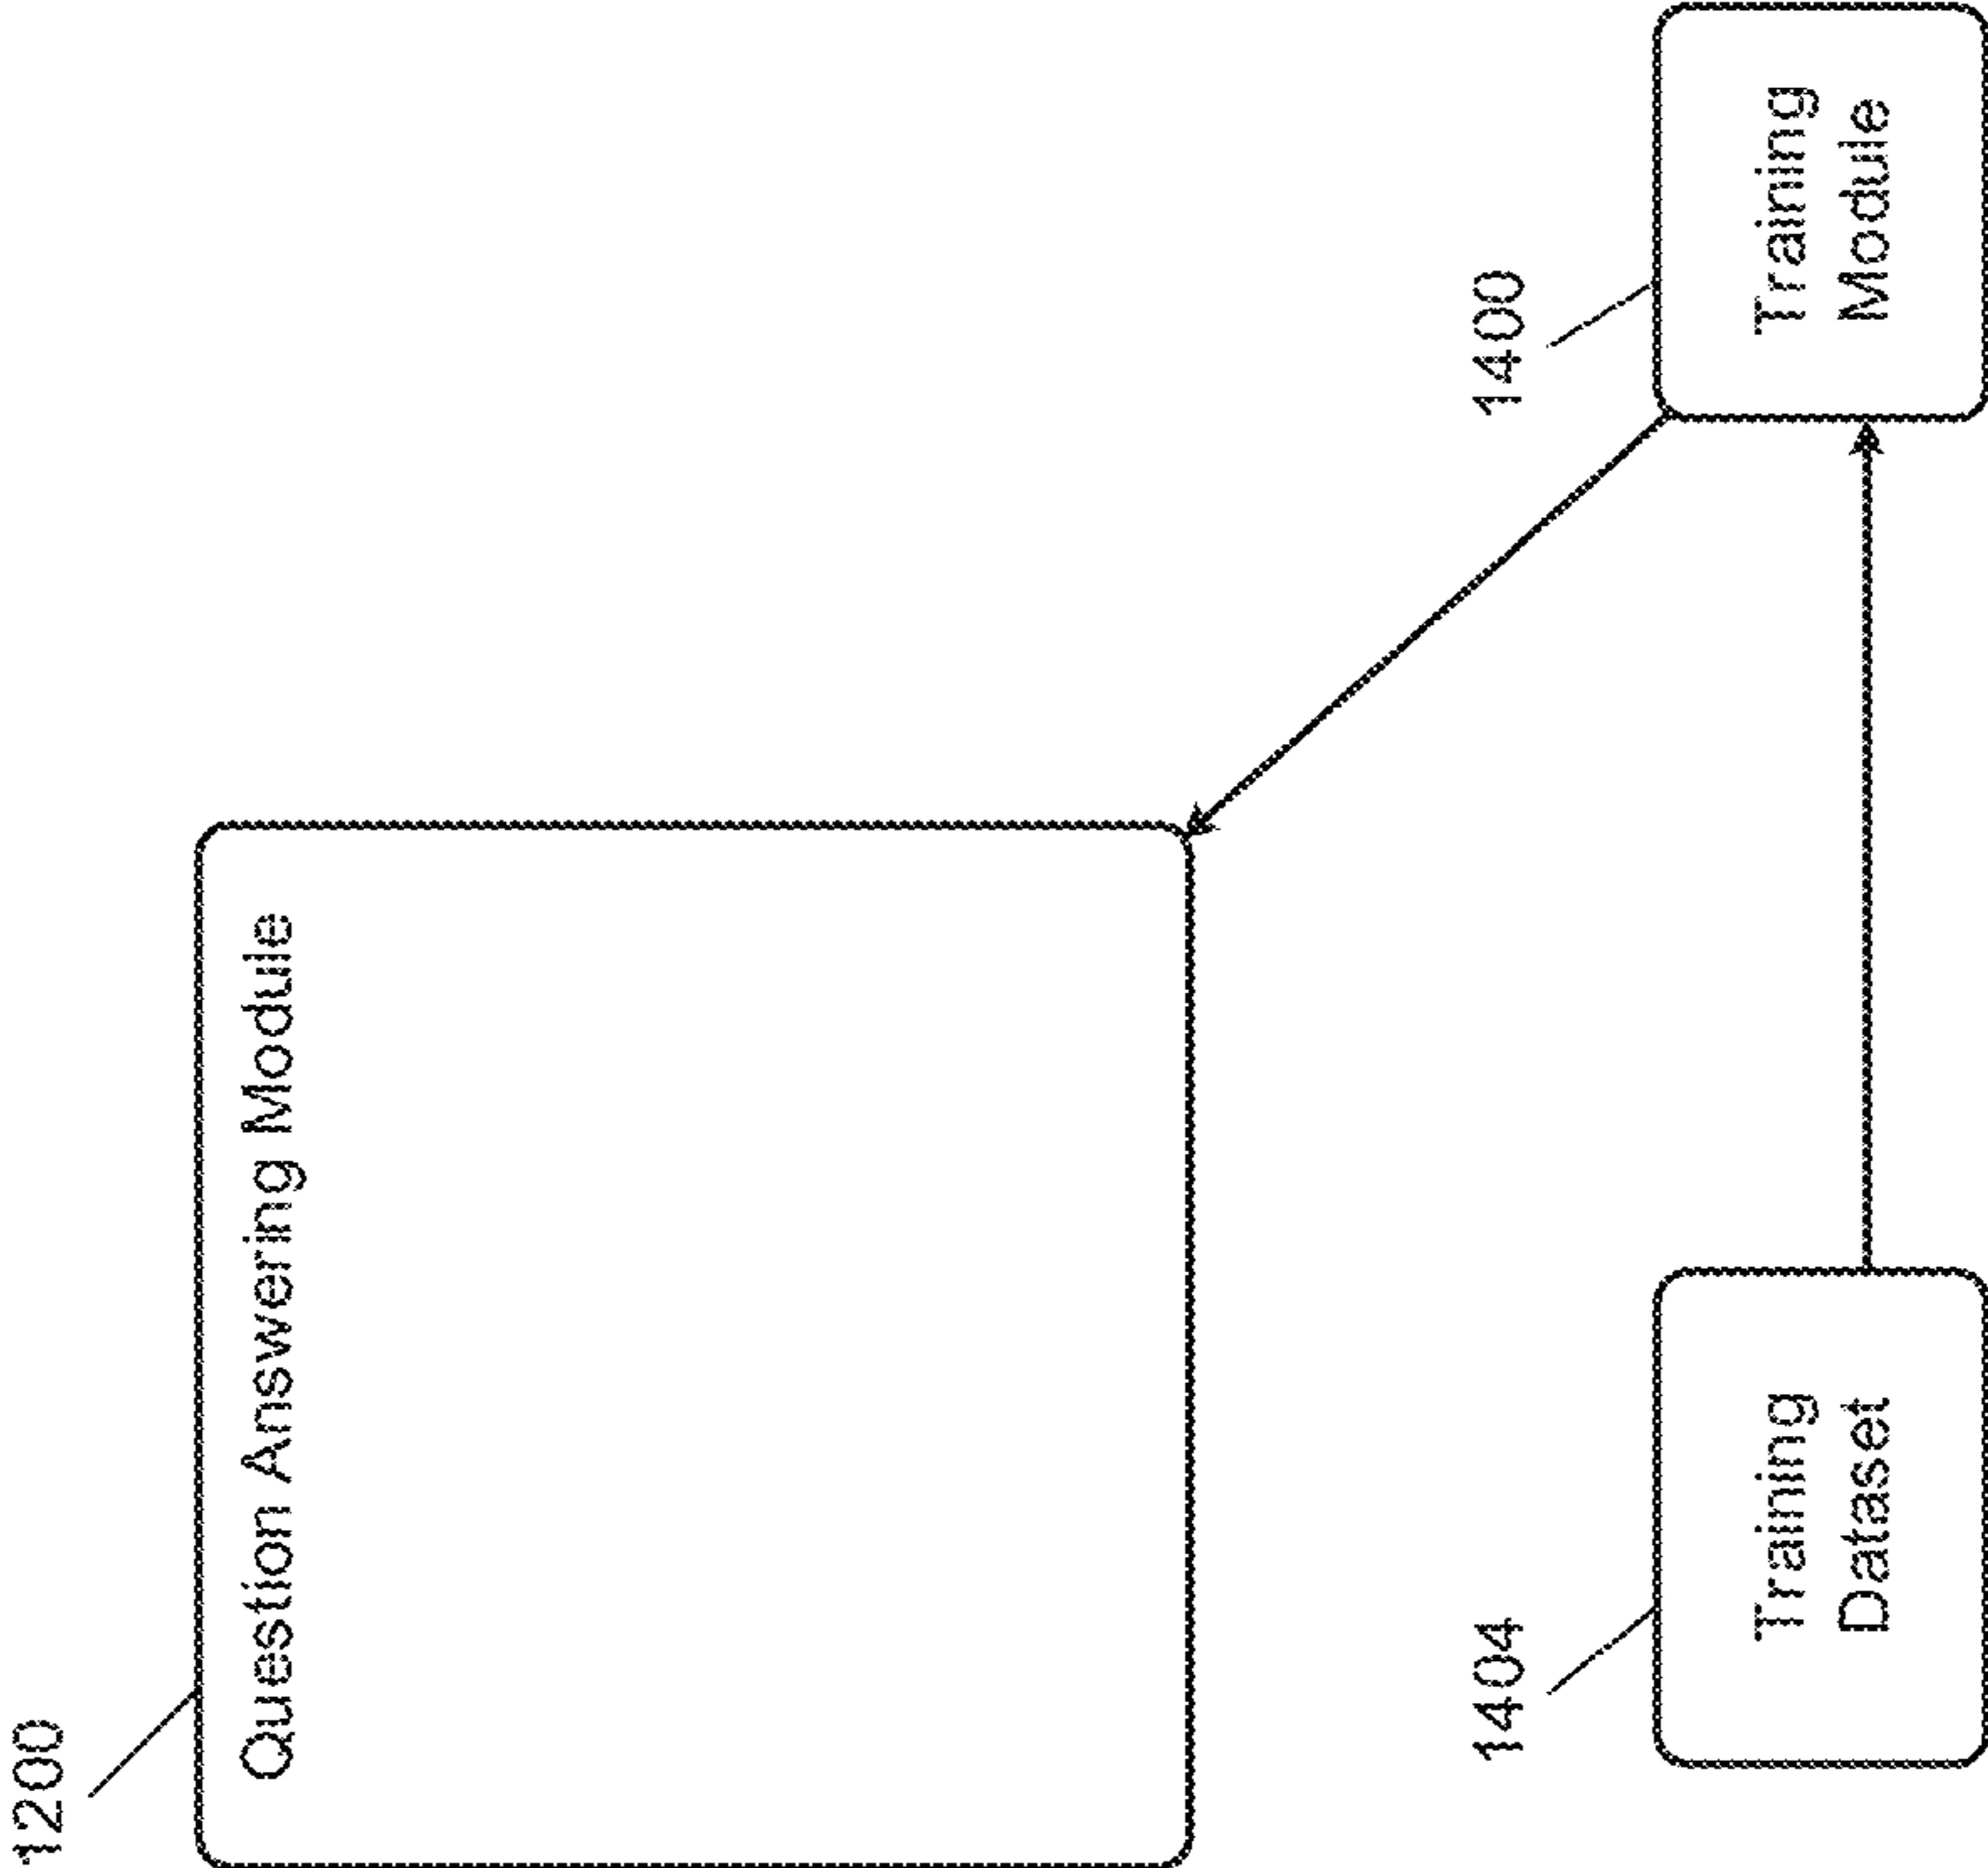 1200
Question Answering Module
1404
Training
Dataset
1400
Training
Module